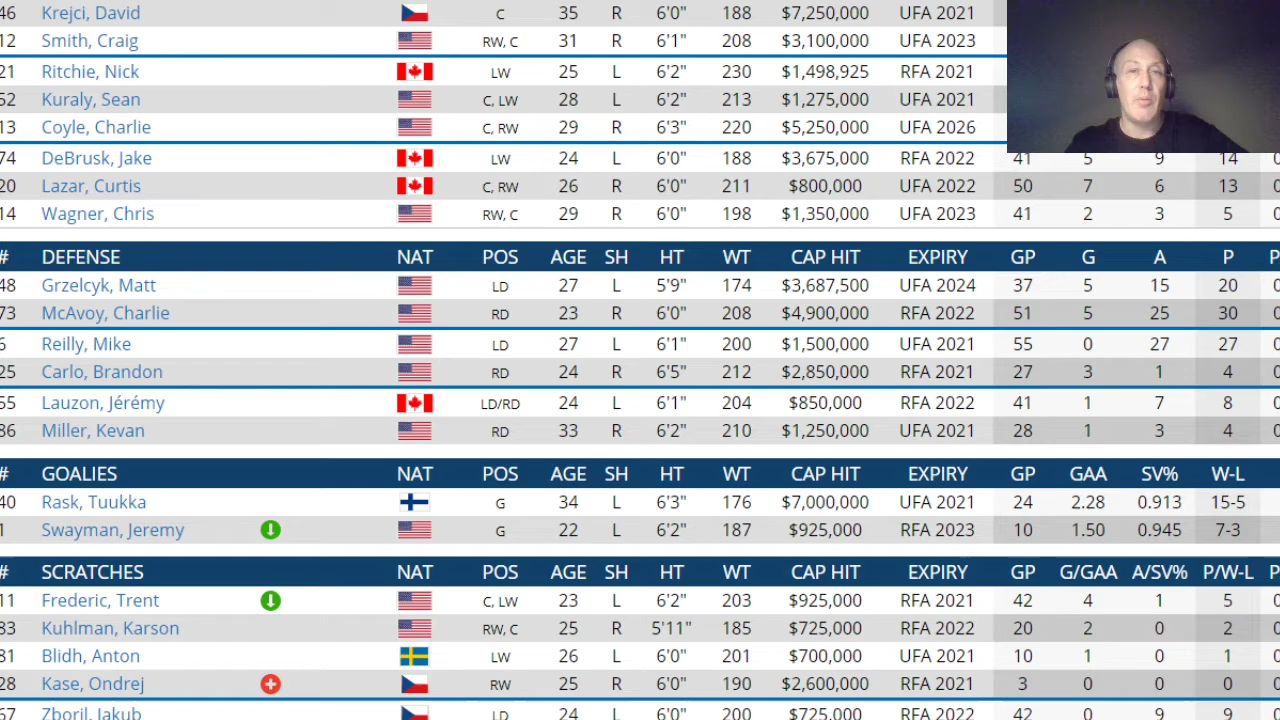 46 Krejci, David C 35 R 6'0" 188 $7,250,000 UFA 2021
12 Smith, Craig RW, C 31 R 6'1" 208 $3,100,000 UFA 2023
21 Ritchie, Nick LW 25 L 6'2" 230 $1,498,925 RFA 2021
52 Kuraly, Sean C, LW 28 L 6'2" 213 $1,275,000 UFA 2021
13 Coyle, Charlie C, RW 29 R 220 $5,250,000 UFA 2026
74 DeBrusk, Jake LW 24 L 6'0" 188 $3,675,000 RFA 2022 41 5 9 14
20 Lazar, Curtis C, RW 26 R 6'0" 211 $800,000 UFA 2022 50 7 6 13
14 Wagner, Chris RW, C 29 R 6'0" 198 $1,350,000 UFA 2023 41 2 3 5
# DEFENSE NAT POS AGE SH HT WT CAP HIT EXPIRY GP G A P
48 Grzelcyk, Matt LD 27 L 5'9" 174 $3,687,500 UFA 2024 37 5 15 20
73 McAvoy, Charlie RD 23 R 6'0" 208 $4,900,000 RFA 2022 51 5 25 30
6 Reilly, Mike LD 27 L 6'1" 200 $1,500,000 UFA 2021 55 0 27 27
25 Carlo, Brandon RD 24 R 6'5" 212 $2,850,000 RFA 2021 27 3 1 4
55 Lauzon, Jérémy LD/RD 24 L 6'1" 204 $850,000 RFA 2022 41 1 7 8
86 Miller, Kevan RD 33 R 6'2" 210 $1,250,000 UFA 2021 28 1 3 4
# GOALIES NAT POS AGE SH HT WT CAP HIT EXPIRY GP GAA SV% W-L
40 Rask, Tuukka G 34 L 6'3" 176 $7,000,000 UFA 2021 24 2.28 0.913 15-5
1 Swayman, Jeremy G 22 L 6'2" 187 $925,000 RFA 2023 10 1.50 0.945 7-3
# SCRATCHES NAT POS AGE SH HT WT CAP HIT EXPIRY GP G/GAA A/SV% P/W-L
11 Frederic, Trent C, LW 23 L 6'2" 203 $925,000 RFA 2021 42 4 1 5
83 Kuhlman, Karson RW, C 25 R 5'11" 185 $725,000 RFA 2022 20 2 0 2
81 Blidh, Anton LW 26 L 6'0" 201 $700,000 UFA 2021 10 1 0 1
28 Kase, Ondrej RW 25 R 6'0" 190 $2,600,000 RFA 2021 3 0 0 0
67 Zboril, Jakub LD 24 L 6'0" 200 $725,000 RFA 2022 42 0 9 9